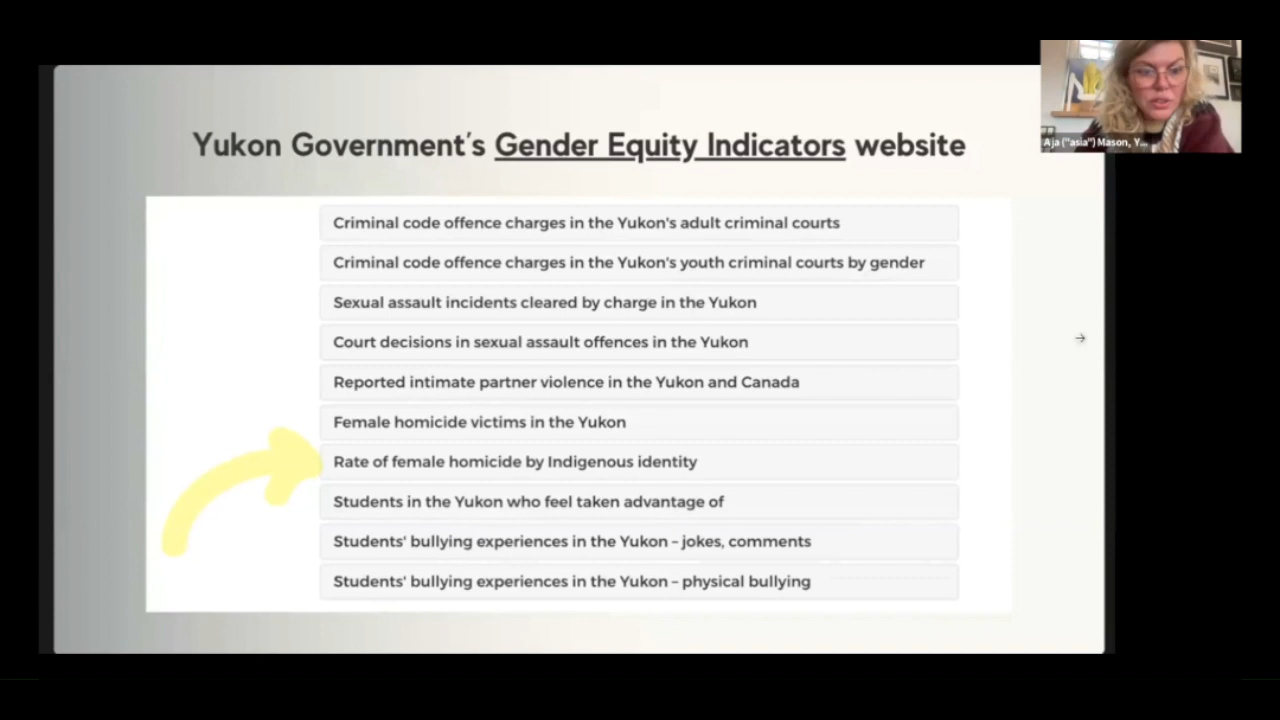 Yukon Government's Gender Equity Indicators website
Aja ("asia") Mason, Y...
Criminal code offence charges in the Yukon's adult criminal courts
Criminal code offence charges in the Yukon's youth criminal courts by gender
Sexual assault incidents cleared by charge in the Yukon
Court decisions in sexual assault offences in the Yukon
Reported intimate partner violence in the Yukon and Canada
Female homicide victims in the Yukon
Rate of female homicide by Indigenous identity
Students in the Yukon who feel taken advantage of
Students' bullying experiences in the Yukon – jokes, comments
Students' bullying experiences in the Yukon – physical bullying